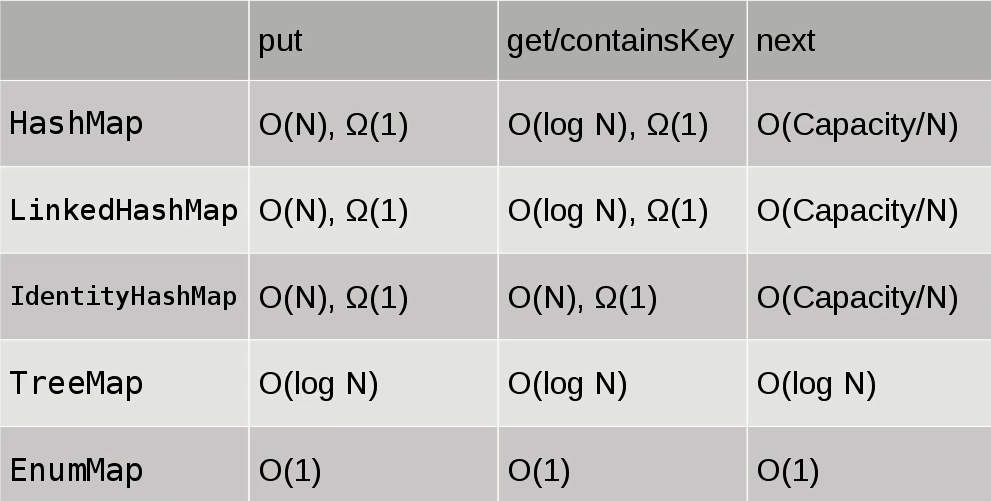 put get/containsKey next
HashMap O(N), Ω(1) O(log N), Ω(1) O(Capacity/N)
LinkedHashMap O(N), Ω(1) O(log N), Ω(1) O(Capacity/N)
IdentityHashMap O(N), Ω(1) O(N), Ω(1) O(Capacity/N)
TreeMap O(log N) O(log N) O(log N)
EnumMap O(1) O(1) O(1)